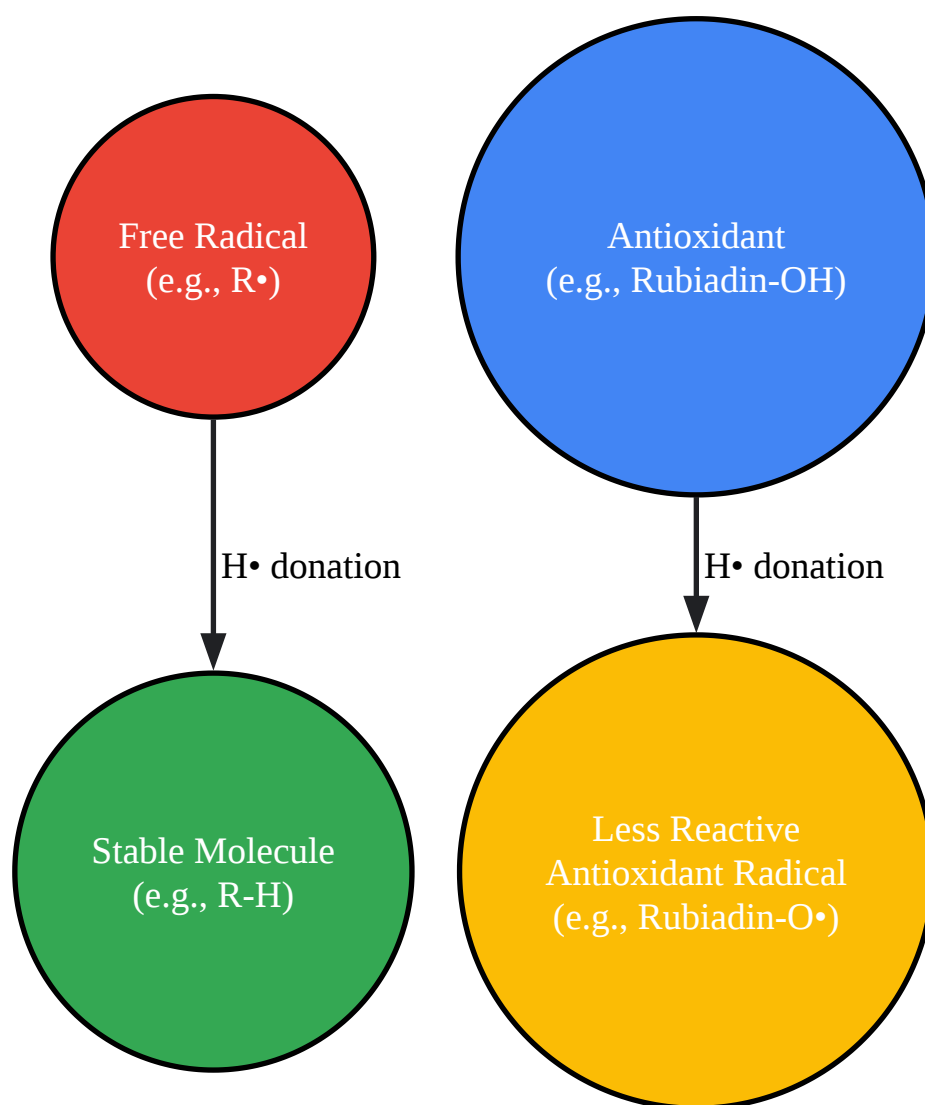 Free Radical
(e.g., R•)
Antioxidant
(e.g., Rubiadin-OH)
H• donation
H• donation
Stable Molecule
(e.g., R-H)
Less Reactive
Antioxidant Radical
(e.g., Rubiadin-O•)